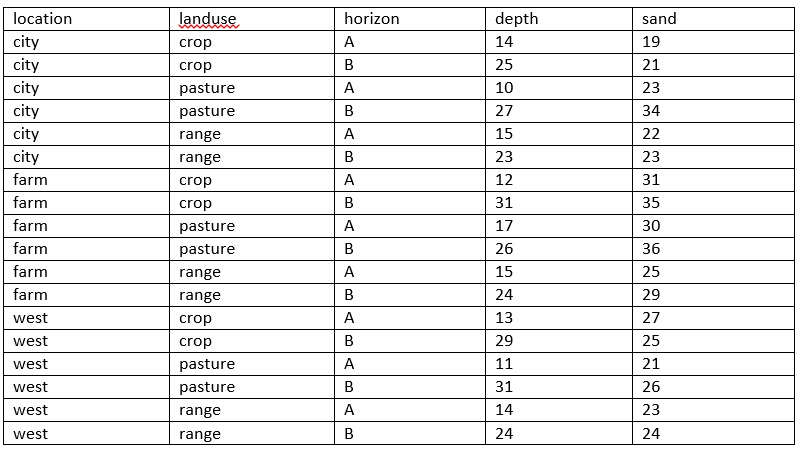 location landuse horizon depth sand
city crop A 14 19
city crop B 25 21
city pasture A 10 23
city pasture B 27 34
city range A 15 22
city range B 23 23
farm crop A 12 31
farm crop B 31 35
farm pasture A 17 30
farm pasture B 26 36
farm range A 15 25
farm range B 24 29
west crop A 13 27
west crop B 29 25
west pasture A 11 21
west pasture B 31 26
west range A 14 23
west range B 24 24